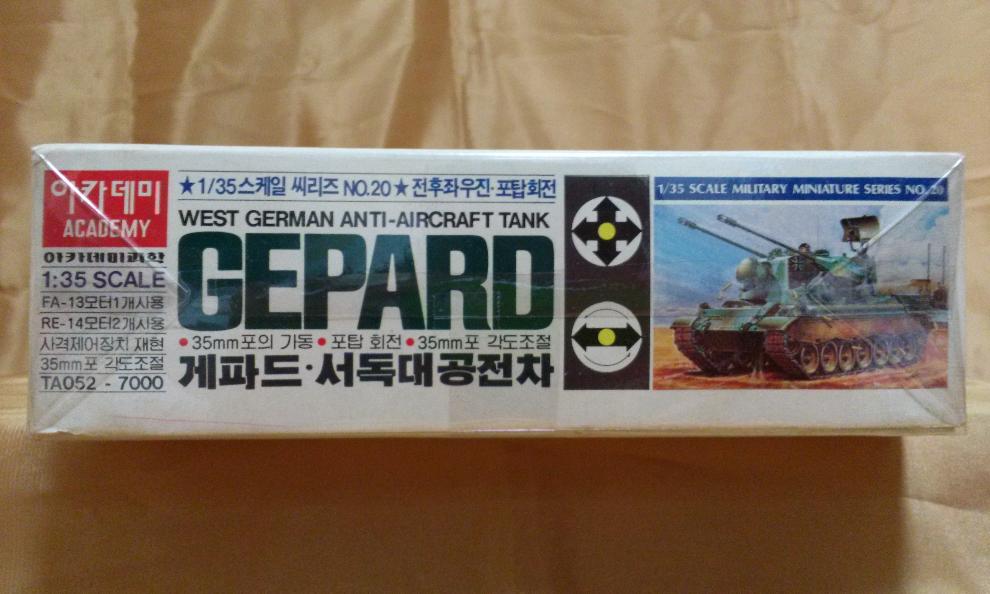 아카데미
ACADEMY
아카데미과학
1:35 SCALE
FA-13모터1개사용
RE-14모터2개사용
사격제어장치 재현
35mm포 각도조절
TA052 - 7000
★1/35스케일 씨리즈 NO.20★전후좌우진·포탑회전
WEST GERMAN ANTI-AIRCRAFT TANK
GEPARD
●35mm포의 가동●포탑 회전●35mm포 각도조절
게파드·서독대공전차
1/35 SCALE MILITARY MINIATURE SERIES NO.20